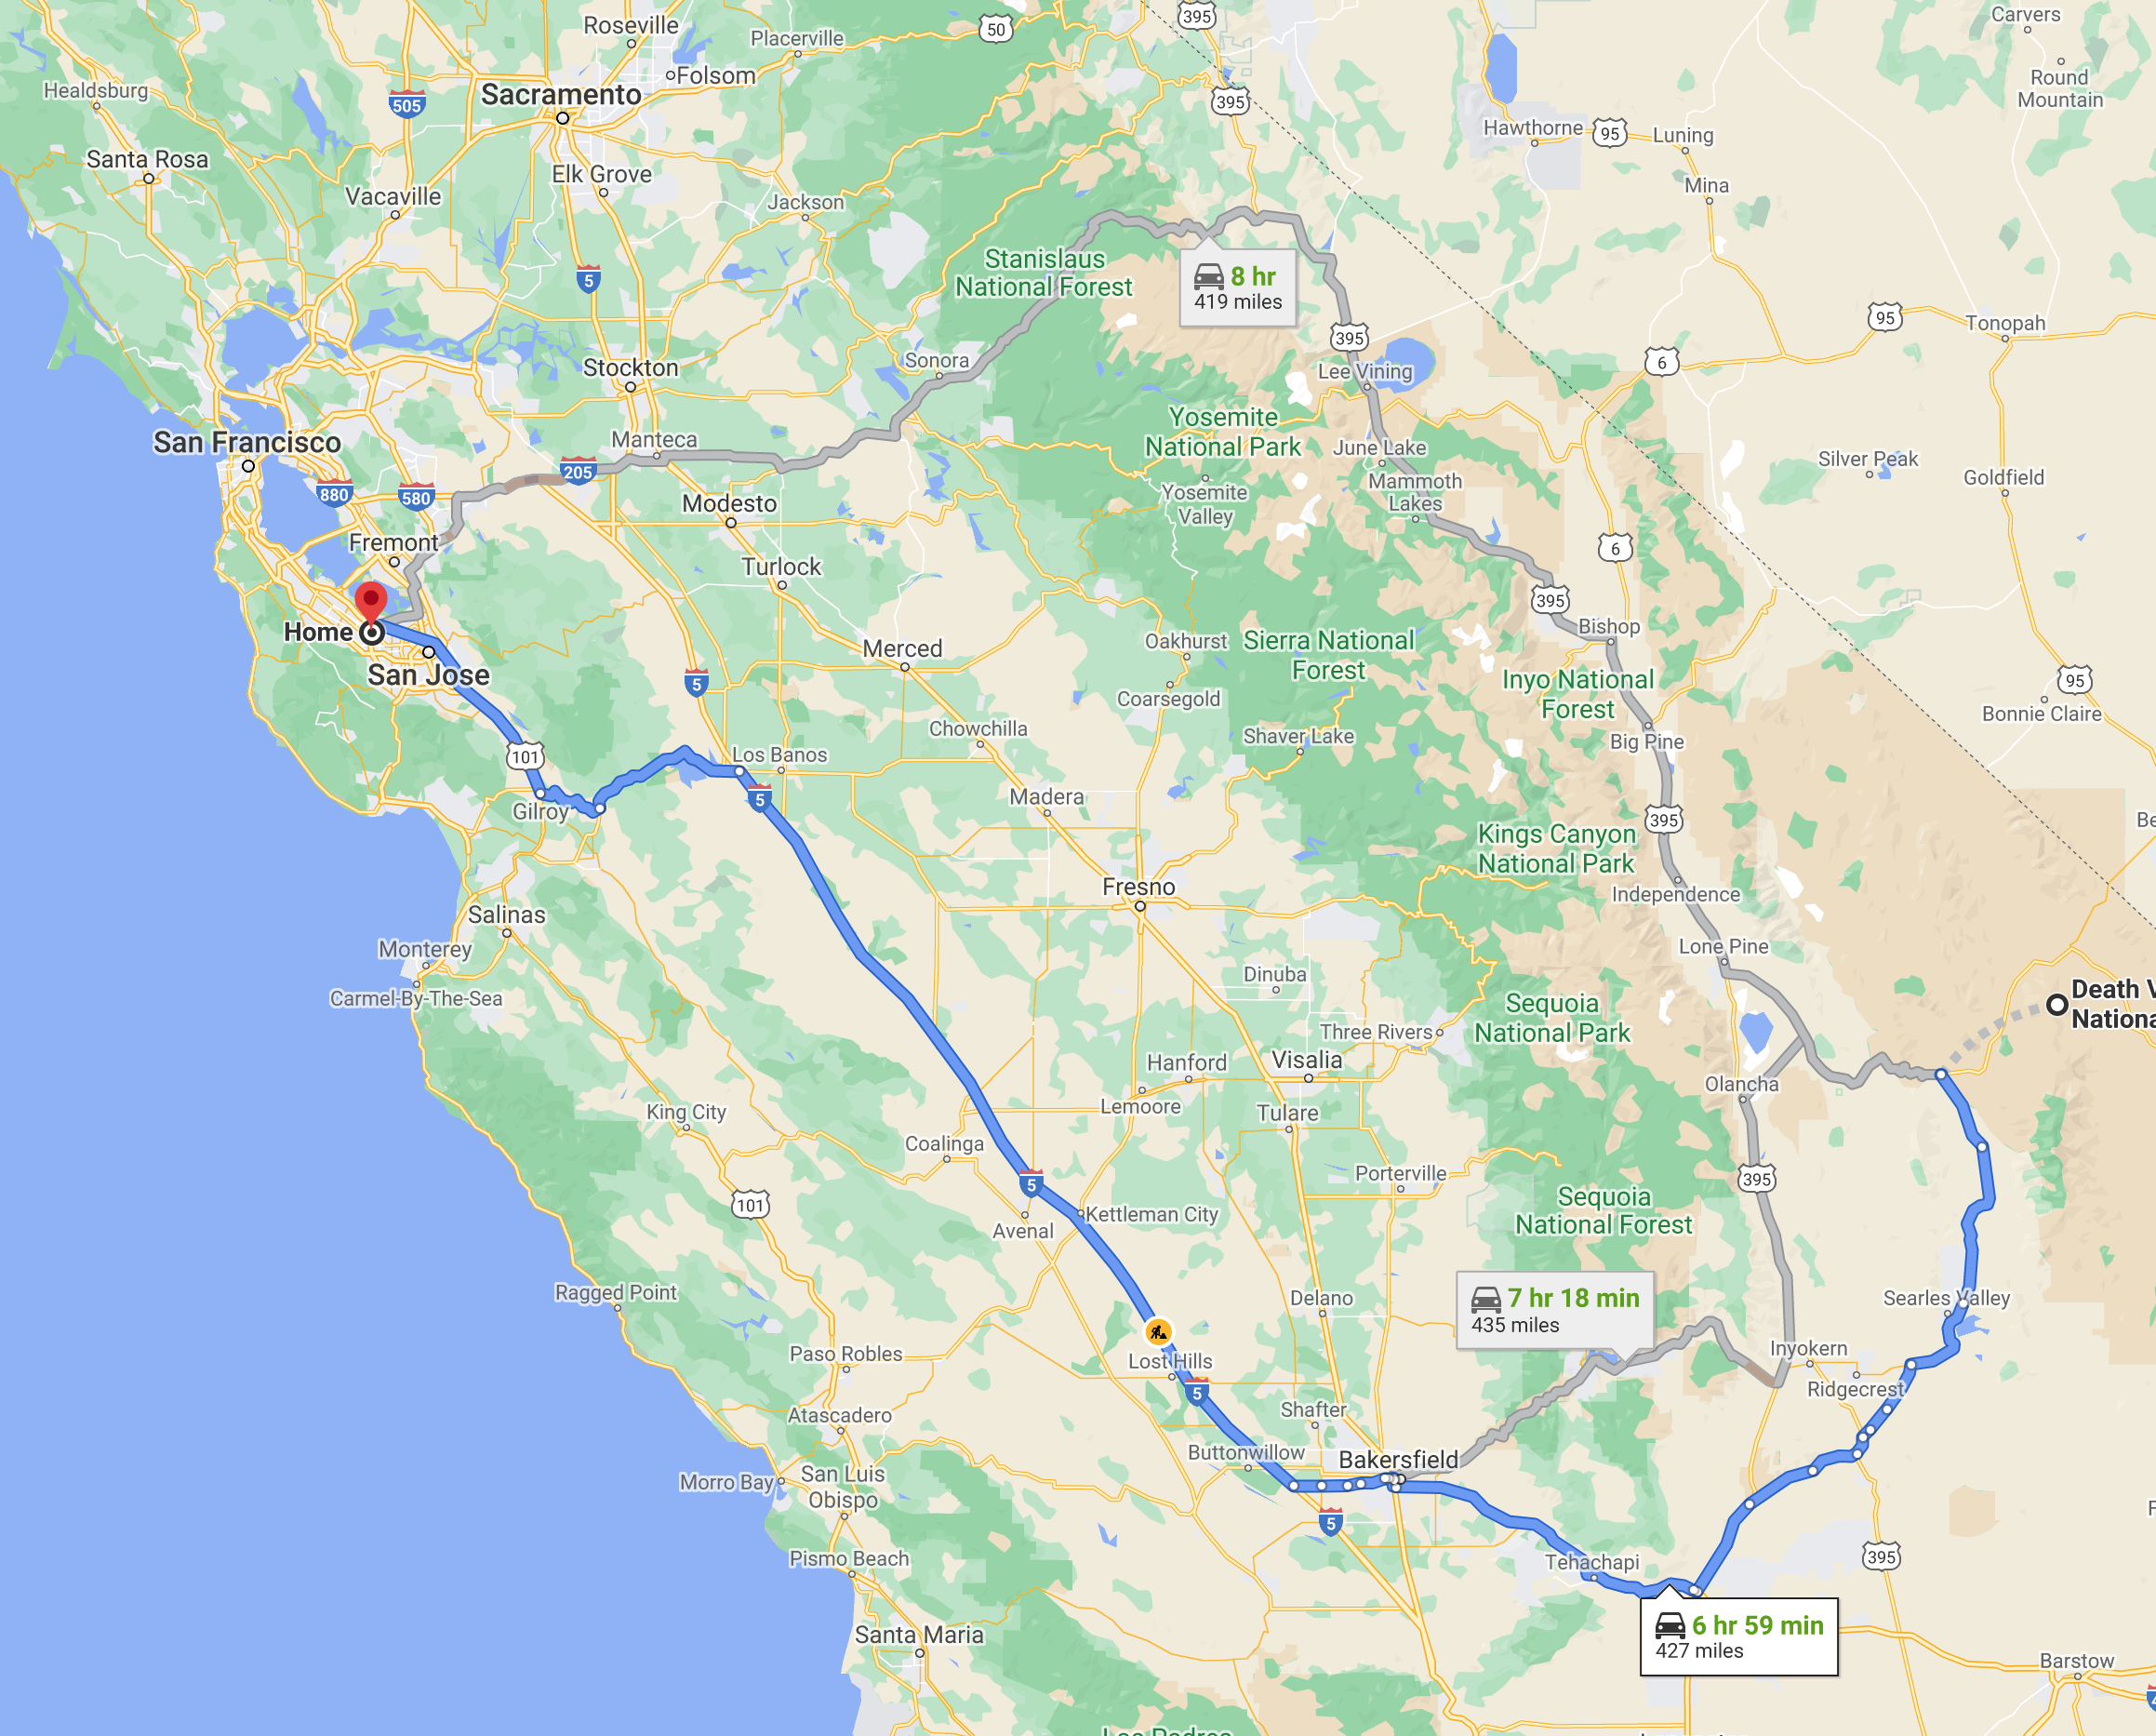 Roseville
Placerville
50
395
Carvers
Healdsburg
505
Folsom
Sacramento
395
Round
Mountain
Hawthorne
95
Luning
Santa Rosa
Vacaville
Elk Grove
Jackson
Mina
5
Stanislaus
National Forest
8 hr
419 miles
95
Tonopah
395
6
Stockton
Sonora
Lee Vining
Yosemite
National Park
San Francisco
Manteca
205
June Lake
Silver Peak
Goldfield
880
580
Modesto
Yosemite
Valley
Mammoth
Lakes
Fremont
6
Turlock
395
Home
Bishop
Merced
Oakhurst
Sierra National
Forest
San Jose
5
Coarsegold
Inyo National
Forest
95
Bonnie Claire
101
Los Banos
Chowchilla
Shaver Lake
Big Pine
5
Madera
Gilroy
395
Be
Kings Canyon
National Park
Fresno
Independence
Salinas
Monterey
Lone Pine
Carmel-By-The-Sea
Dinuba
Death V
Nationa
Sequoia
National Park
Three Rivers
Hanford
Visalia
Olancha
King City
Lemoore
Tulare
Coalinga
5
Porterville
395
101
Avenal
Kettleman City
Sequoia
National Forest
Ragged Point
Delano
7 hr 18 min
435 miles
Searles Valley
Paso Robles
Lost Hills
5
Inyokern
Ridgecrest
Atascadero
Shafter
Morro Bay
San Luis
Obispo
Buttonwillow
Bakersfield
5
Pismo Beach
Tehachapi
395
Santa Maria
6 hr 59 min
427 miles
Barstow
Los Padres